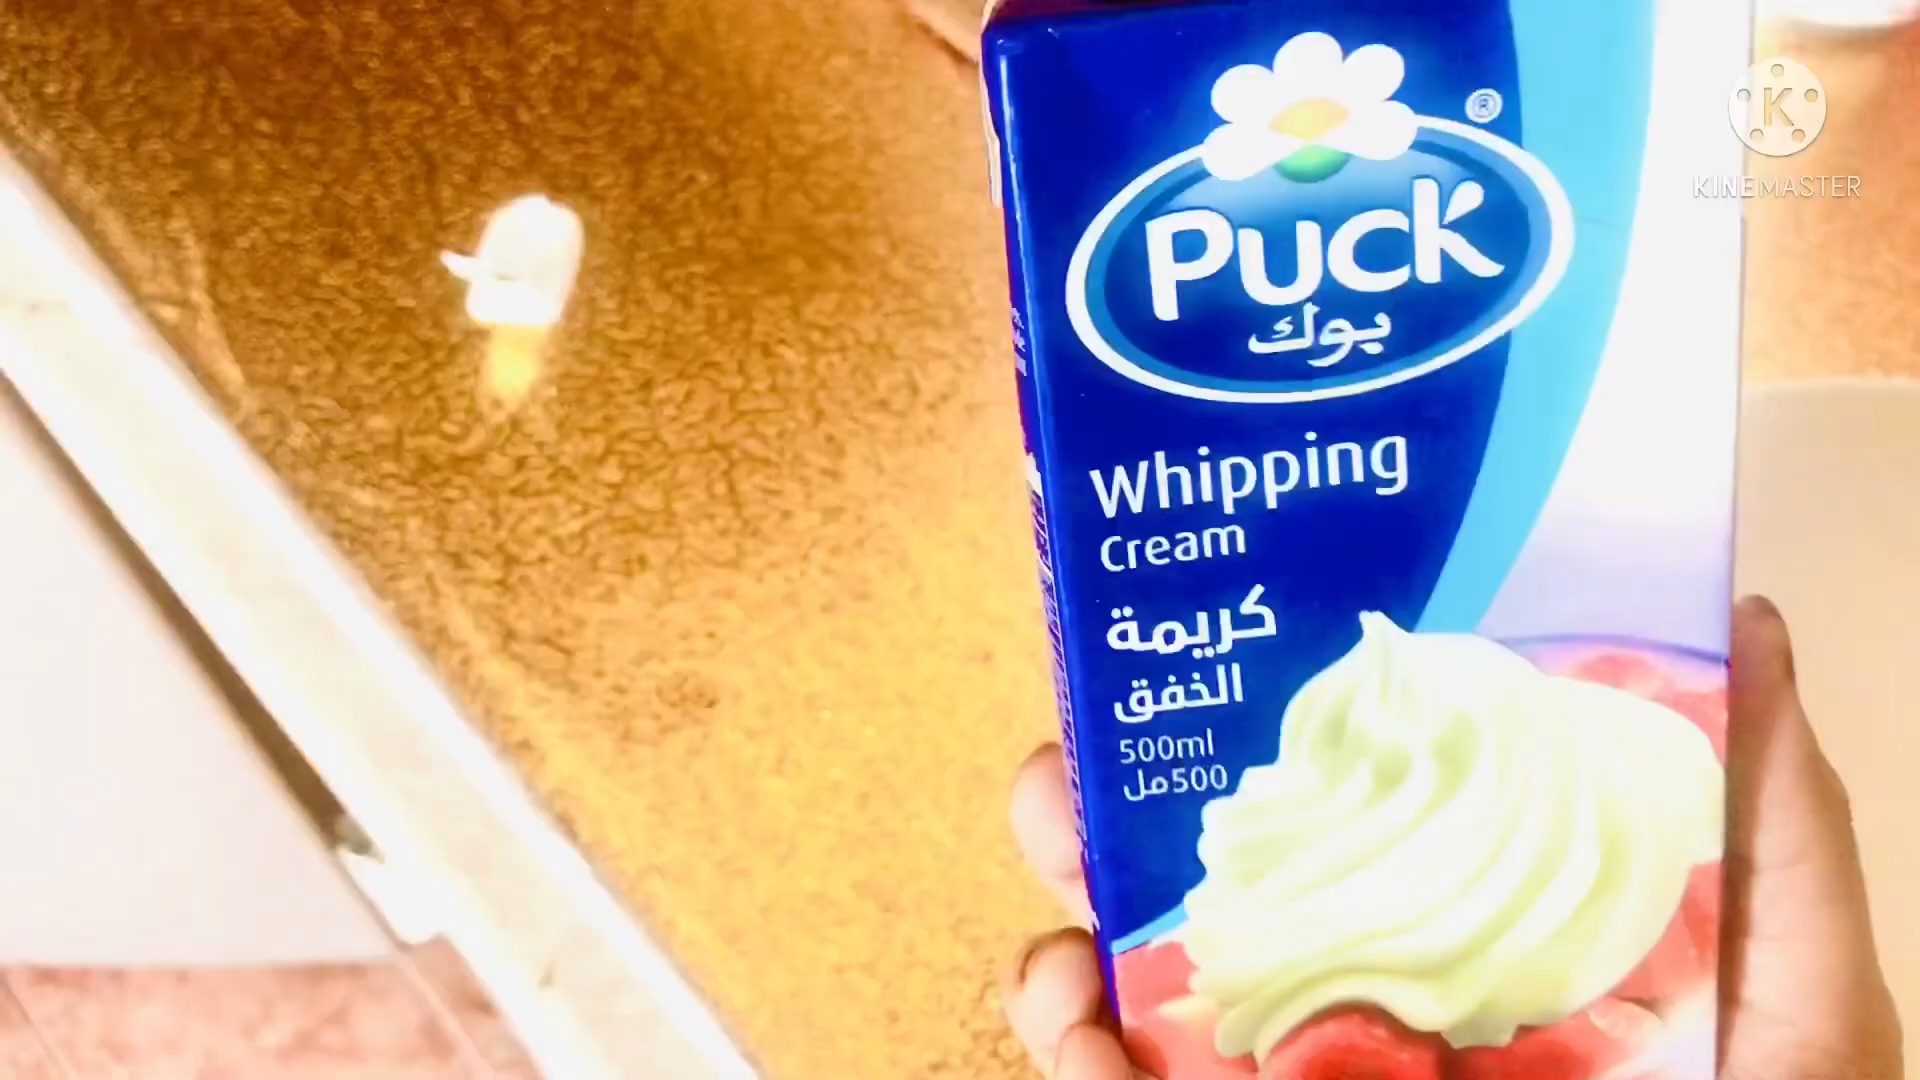 Puck
®
بوك
Whipping
Cream
كريمة
الخفق
500ml
500مل
K
KINEMASTER